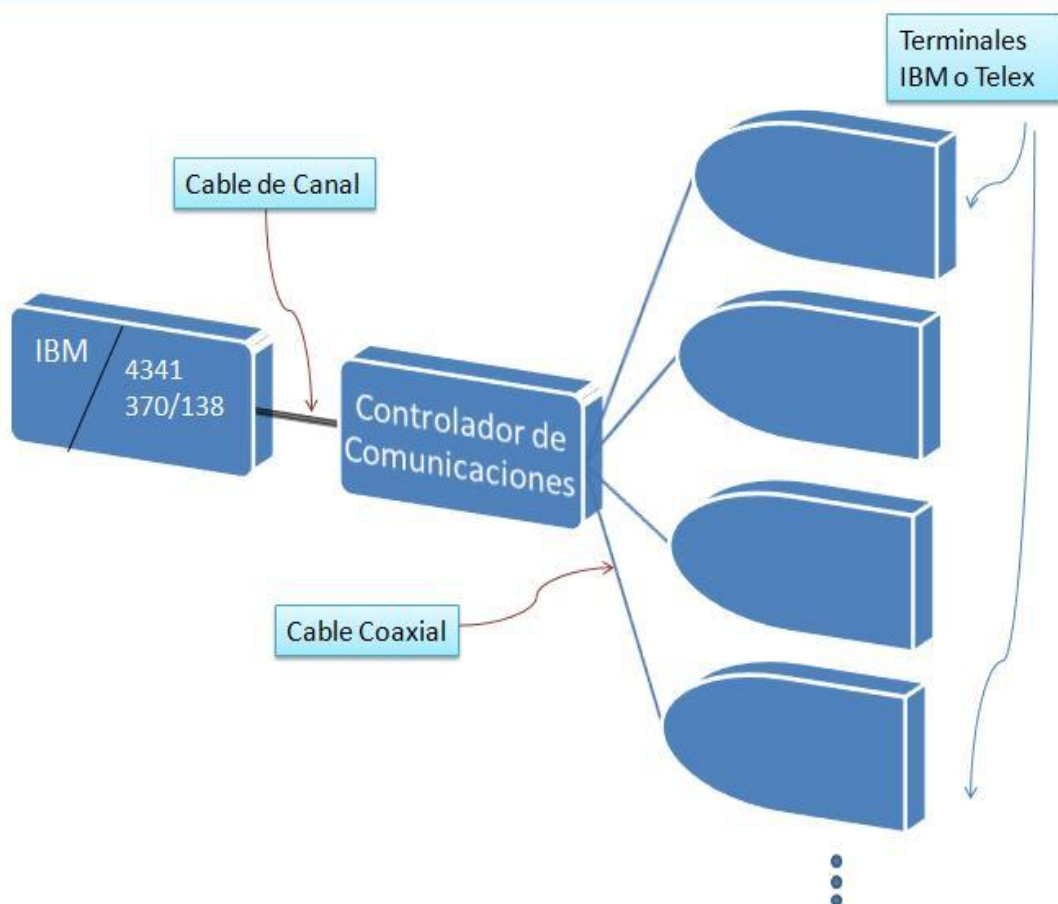 Terminales
IBM o Telex
Cable de Canal
IBM
4341
370/138
Controlador de
Comunicaciones
Cable Coaxial